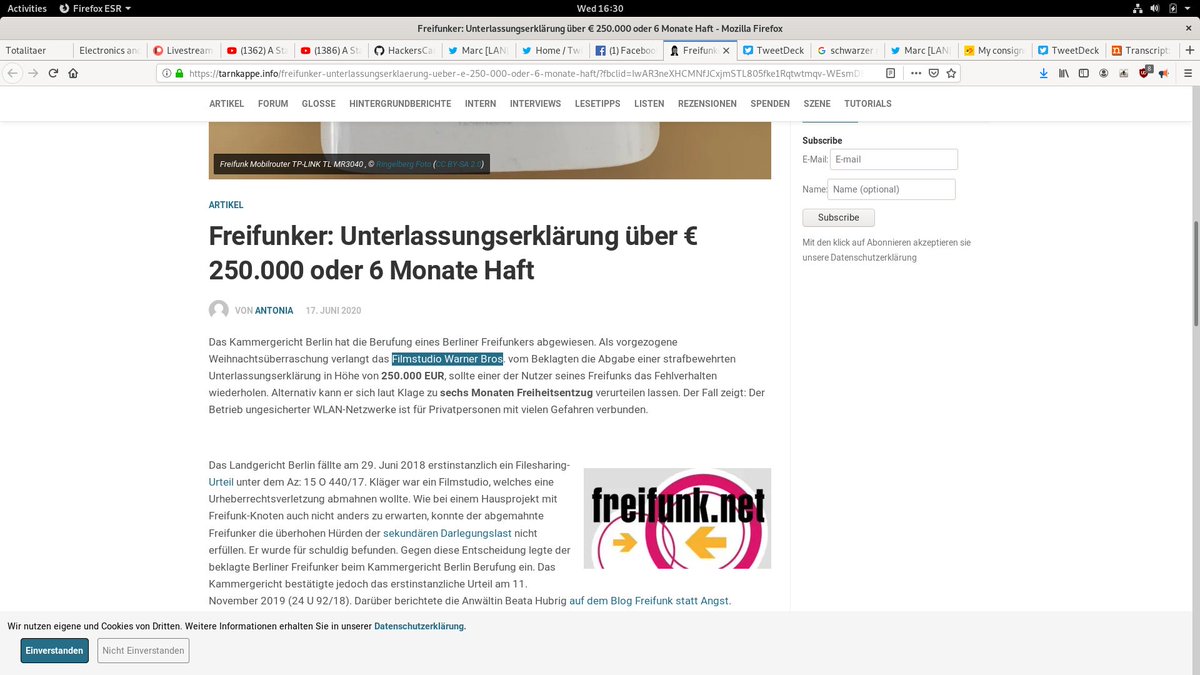 Activities Firefox ESR Wed 16:30
Freifunker: Unterlassungserklärung über € 250.000 oder 6 Monate Haft - Mozilla Firefox
Totalitaer Electronics an Livestream (1362) A St (1386) A St HackersCa Marc [LAN Home / Tw (1) Faceboo Freifunk TweetDeck schwarzer Marc [LAN My consign TweetDeck Transcript
https://tarnkappe.info/freifunker-unterlassungserklaerung-ueber-e-250-000-oder-6-monate-haft/?fbclid=
ARTIKEL FORUM GLOSSE HINTERGRUNDBERICHTE INTERN INTERVIEWS LESETIPPS LISTEN REZENSIONEN SPENDEN SZENE TUTORIALS
Freifunk Mobilrouter TP-LINK TL MR3040 , © Ringelberg Foto (CC BY-SA 2.0)
ARTIKEL
Freifunker: Unterlassungserklärung über €
250.000 oder 6 Monate Haft
VON ANTONIA 17. JUNI 2020
Das Kammergericht Berlin hat die Berufung eines Berliner Freifunkers abgewiesen. Als vorgezogene
Weihnachtsüberraschung verlangt das Filmstudio Warner Bros. vom Beklagten die Abgabe einer strafbewehrten
Unterlassungserklärung in Höhe von 250.000 EUR, sollte einer der Nutzer seines Freifunks das Fehlverhalten
wiederholen. Alternativ kann er sich laut Klage zu sechs Monaten Freiheitsentzug verurteilen lassen. Der Fall zeigt: Der
Betrieb ungesicherter WLAN-Netzwerke ist für Privatpersonen mit vielen Gefahren verbunden.
Das Landgericht Berlin fällte am 29. Juni 2018 erstinstanzlich ein Filesharing-
Urteil unter dem Az: 15 O 440/17. Kläger war ein Filmstudio, welches eine
Urheberrechtsverletzung abmahnen wollte. Wie bei einem Hausprojekt mit
Freifunk-Knoten auch nicht anders zu erwarten, konnte der abgemahnte
Freifunker die überhohen Hürden der sekundären Darlegungslast nicht
erfüllen. Er wurde für schuldig befunden. Gegen diese Entscheidung legte der
beklagte Berliner Freifunker beim Kammergericht Berlin Berufung ein. Das
Kammergericht bestätigte jedoch das erstinstanzliche Urteil am 11.
November 2019 (24 U 92/18). Darüber berichtete die Anwältin Beata Hubrig auf dem Blog Freifunk statt Angst.
freifunk.net
Subscribe
E-Mail: E-mail
Name: Name (optional)
Subscribe
Mit den klick auf Abonnieren akzeptieren sie
unsere Datenschutzerklärung
Wir nutzen eigene und Cookies von Dritten. Weitere Informationen erhalten Sie in unserer Datenschutzerklärung.
Einverstanden Nicht Einverstanden